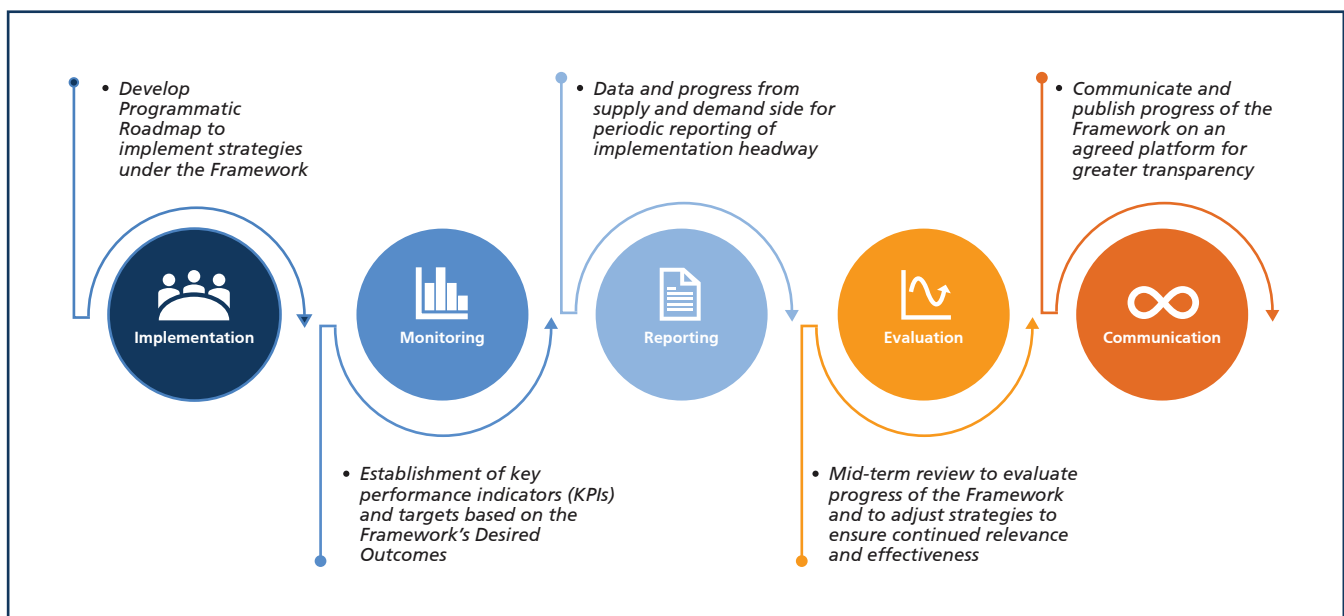 • Develop
Programmatic
Roadmap to
implement strategies
under the Framework
• Data and progress from
supply and demand side for
periodic reporting of
implementation headway
• Communicate and
publish progress of the
Framework on an
agreed platform for
greater transparency
Implementation
Monitoring
Reporting
Evaluation
Communication
• Establishment of key
performance indicators (KPIs)
and targets based on the
Framework’s Desired
Outcomes
• Mid-term review to evaluate
progress of the Framework
and to adjust strategies to
ensure continued relevance
and effectiveness